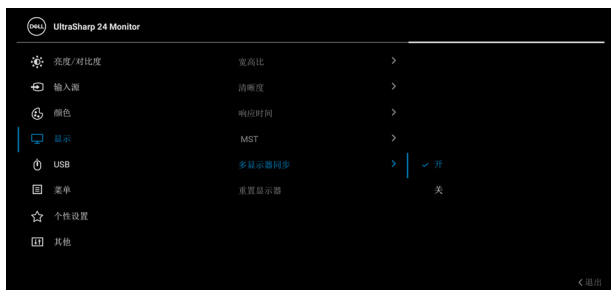 DELL UltraSharp 24 Monitor
亮度/对比度 宽高比 >
输入源 清晰度 >
颜色 响应时间 >
显示 MST >
USB 多显示器同步 > ✓ 开
菜单 重置显示器 关
个性设置
其他
<退出